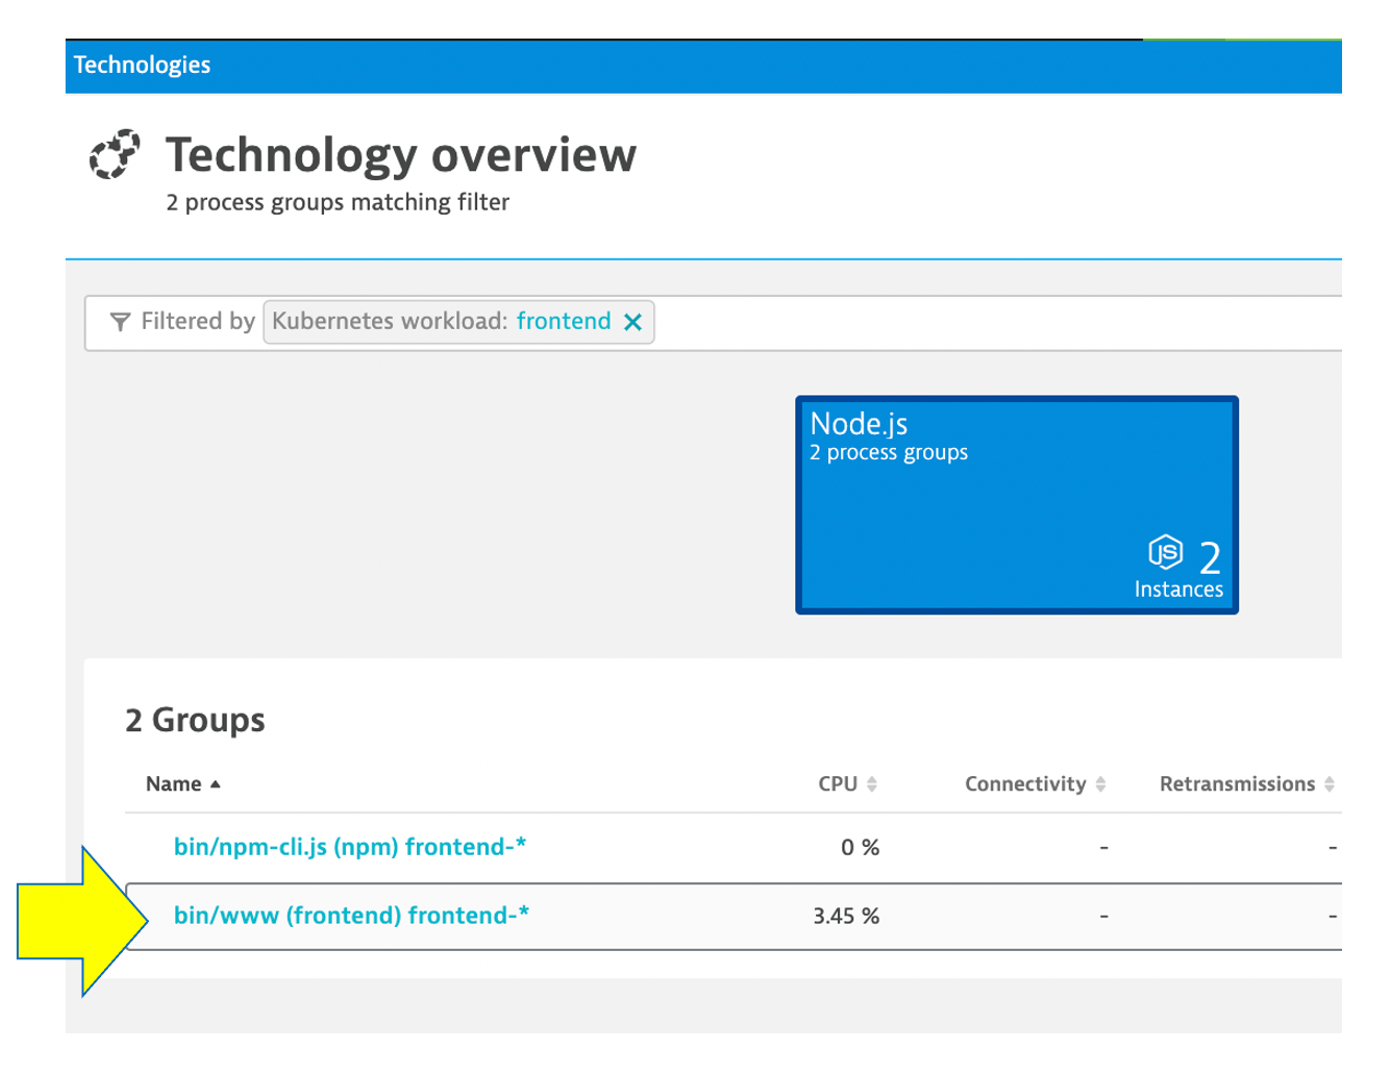 Technologies
Technology overview
2 process groups matching filter
Filtered by Kubernetes workload: frontend
Node.js
2 process groups
JS 2
Instances
2 Groups
Name CPU Connectivity Retransmissions
bin/npm-cli.js (npm) frontend-* 0 % - -
bin/www (frontend) frontend-* 3.45 % - -